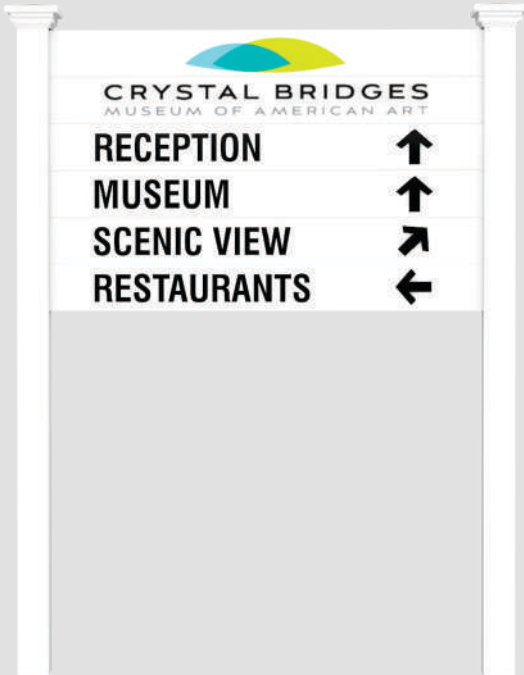 CRYSTAL BRIDGES
MUSEUM OF AMERICAN ART
RECEPTION ↑
MUSEUM ↑
SCENIC VIEW ↗
RESTAURANTS ←